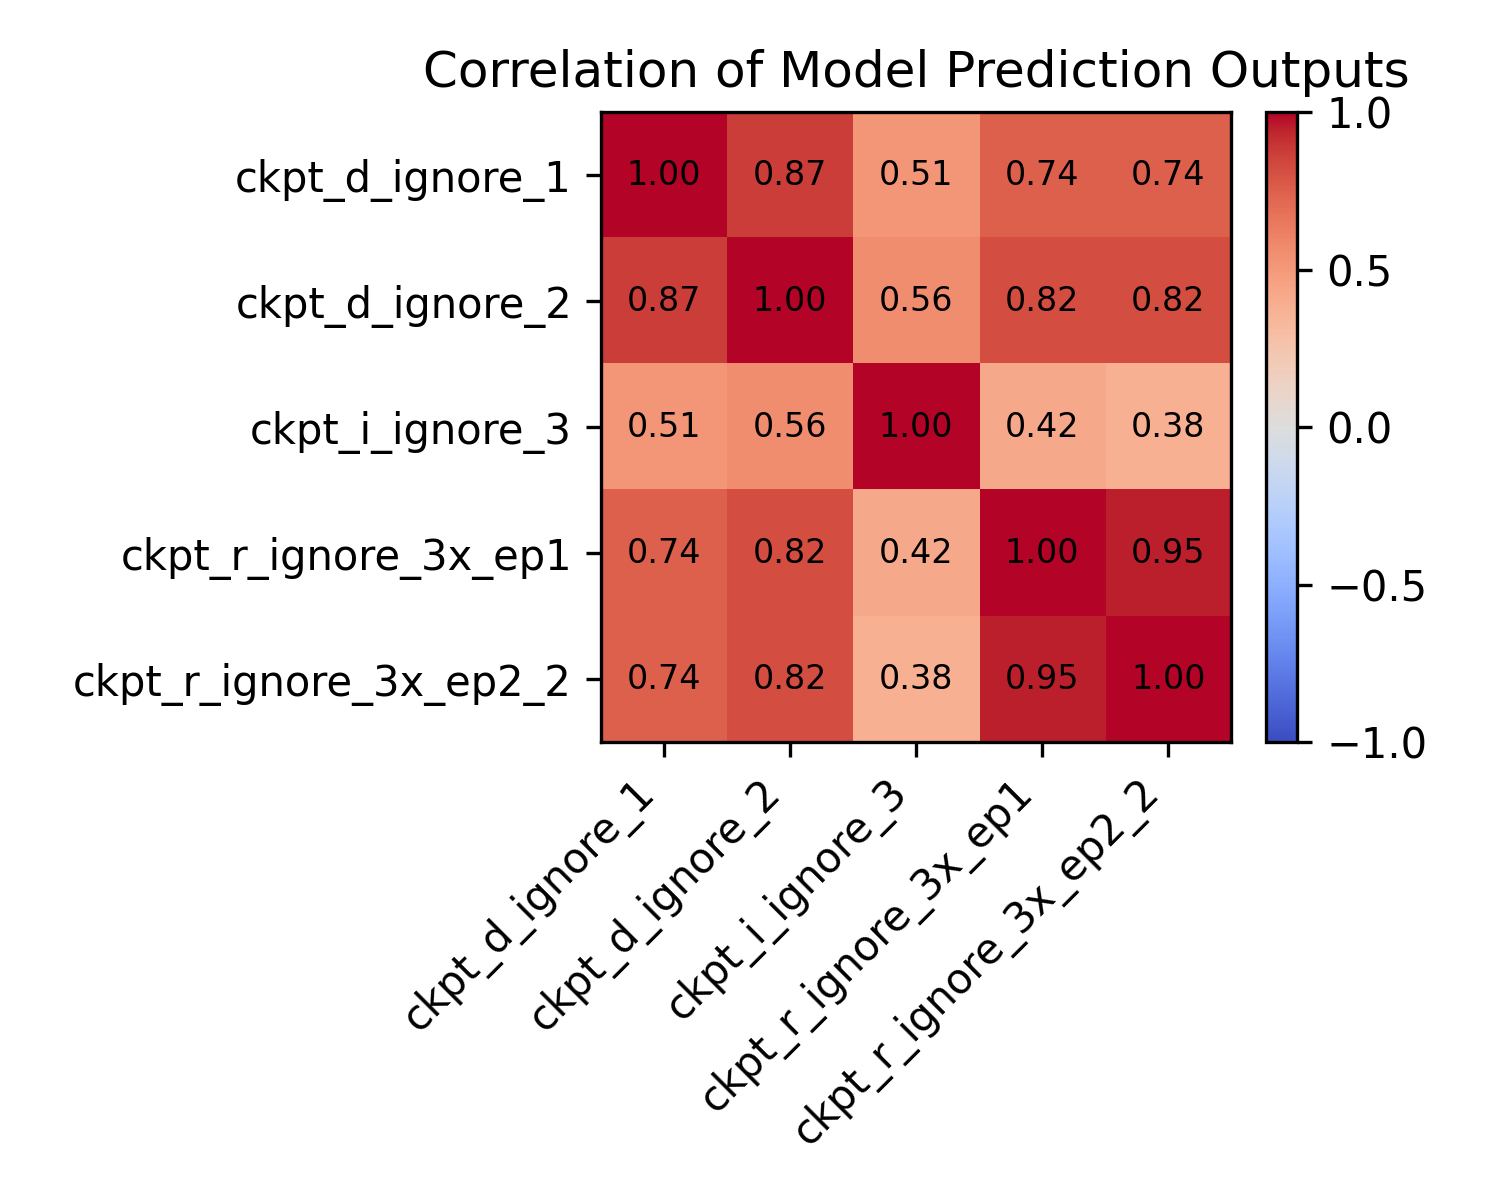 Correlation of Model Prediction Outputs
ckpt_d_ignore_1 1.00 0.87 0.51 0.74 0.74
ckpt_d_ignore_2 0.87 1.00 0.56 0.82 0.82
ckpt_i_ignore_3 0.51 0.56 1.00 0.42 0.38
ckpt_r_ignore_3x_ep1 0.74 0.82 0.42 1.00 0.95
ckpt_r_ignore_3x_ep2_2 0.74 0.82 0.38 0.95 1.00
ckpt_d_ignore_1
ckpt_d_ignore_2
ckpt_i_ignore_3
ckpt_r_ignore_3x_ep1
ckpt_r_ignore_3x_ep2_2
1.0
0.5
0.0
−0.5
−1.0